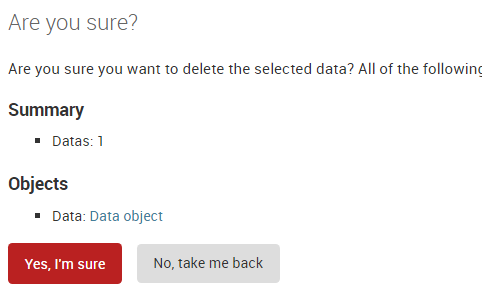 Are you sure?
Are you sure you want to delete the selected data? All of the following
Summary
Datas: 1
Objects
Data: Data object
Yes, I'm sure
No, take me back